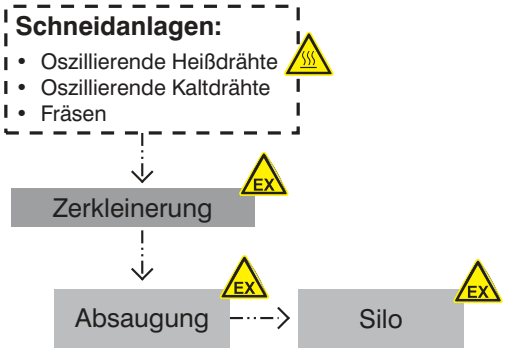 Schneidanlagen:
• Oszillierende Heißdrähte
• Oszillierende Kaltdrähte
• Fräsen
EX
Zerkleinerung
EX
EX
Absaugung
Silo